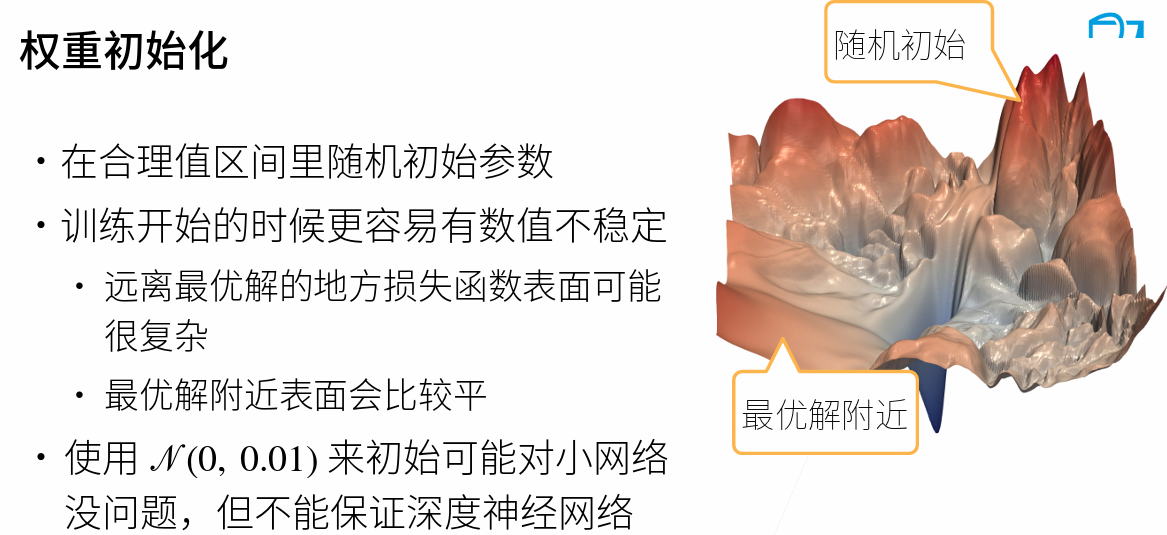 权重初始化
随机初始
• 在合理值区间里随机初始参数
• 训练开始的时候更容易有数值不稳定
• 远离最优解的地方损失函数表面可能
很复杂
• 最优解附近表面会比较平
最优解附近
• 使用 𝒩(0, 0.01) 来初始可能对小网络
没问题，但不能保证深度神经网络